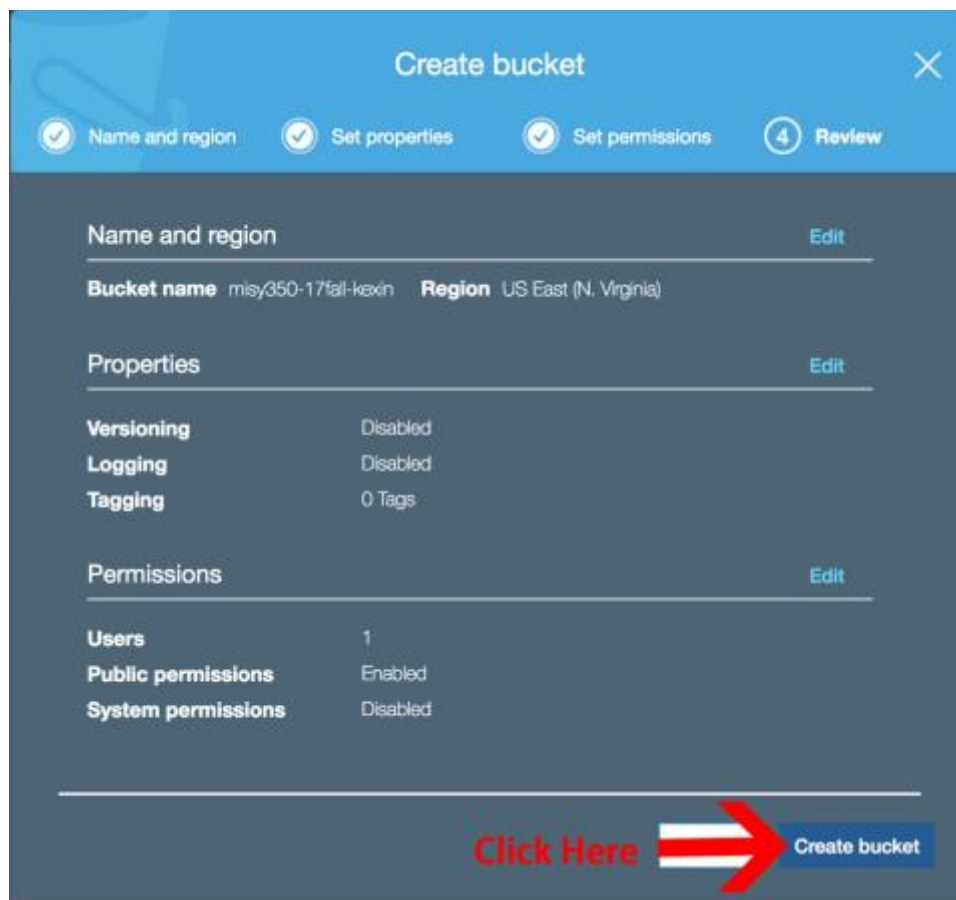 Create bucket
Name and region Set properties Set permissions 4 Review
Name and region Edit
Bucket name misy350-17fall-kexin Region US East (N. Virginia)
Properties Edit
Versioning Disabled
Logging Disabled
Tagging 0 Tags
Permissions Edit
Users 1
Public permissions Enabled
System permissions Disabled
Click Here Create bucket